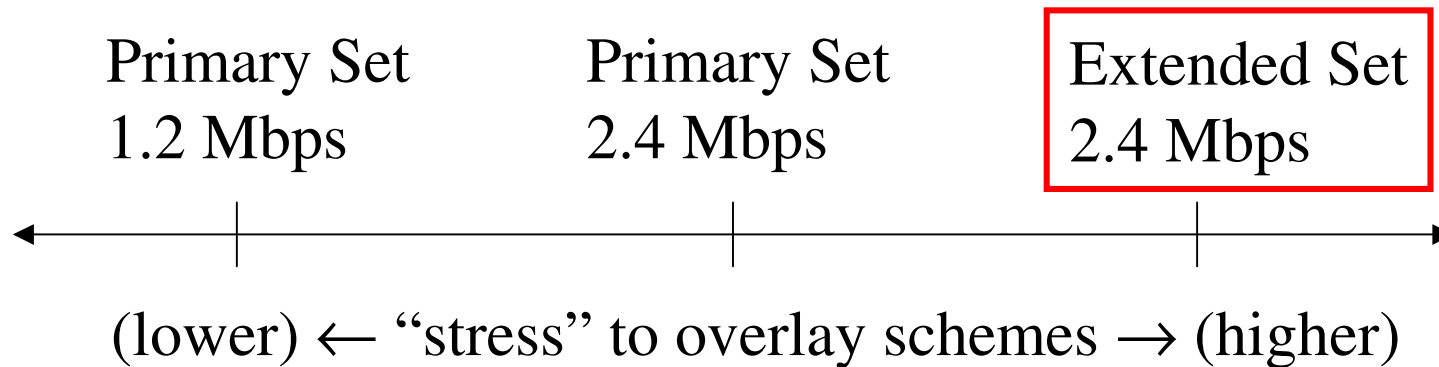 Primary Set
1.2 Mbps
Primary Set
2.4 Mbps
Extended Set
2.4 Mbps
(lower) ← “stress” to overlay schemes → (higher)